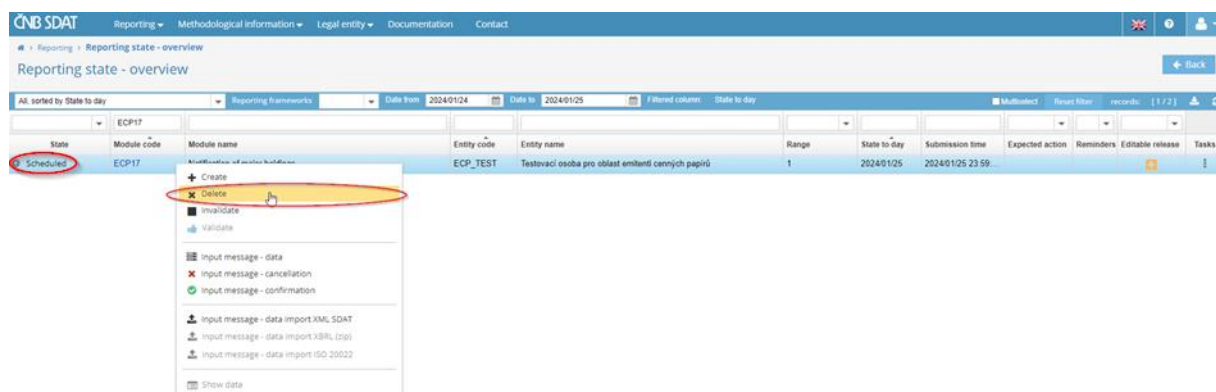 ČNB SDAT Reporting Methodological information Legal entity Documentation Contact
Reporting Reporting state - overview
Reporting state - overview Back
All, sorted by State to day Reporting frameworks Date from 2024/01/24 Date to 2024/01/25 Filtered column: State to day Multiselect Reset filter records: [1/2]
ECP17
State Module code Module name Entity code Entity name Range State to day Submission time Expected action Reminders Editable release Tasks
Scheduled ECP17 Notification of major holdings ECP_TEST Testovací osoba pro oblast emitentů cenných papírů 1 2024/01/25 2024/01/25 23:59...
Create
Delete
Invalidate
Validate
Input message - data
Input message - cancellation
Input message - confirmation
Input message - data import XML SDAT
Input message - data import XBRL (zip)
Input message - data import ISO 20022
Show data